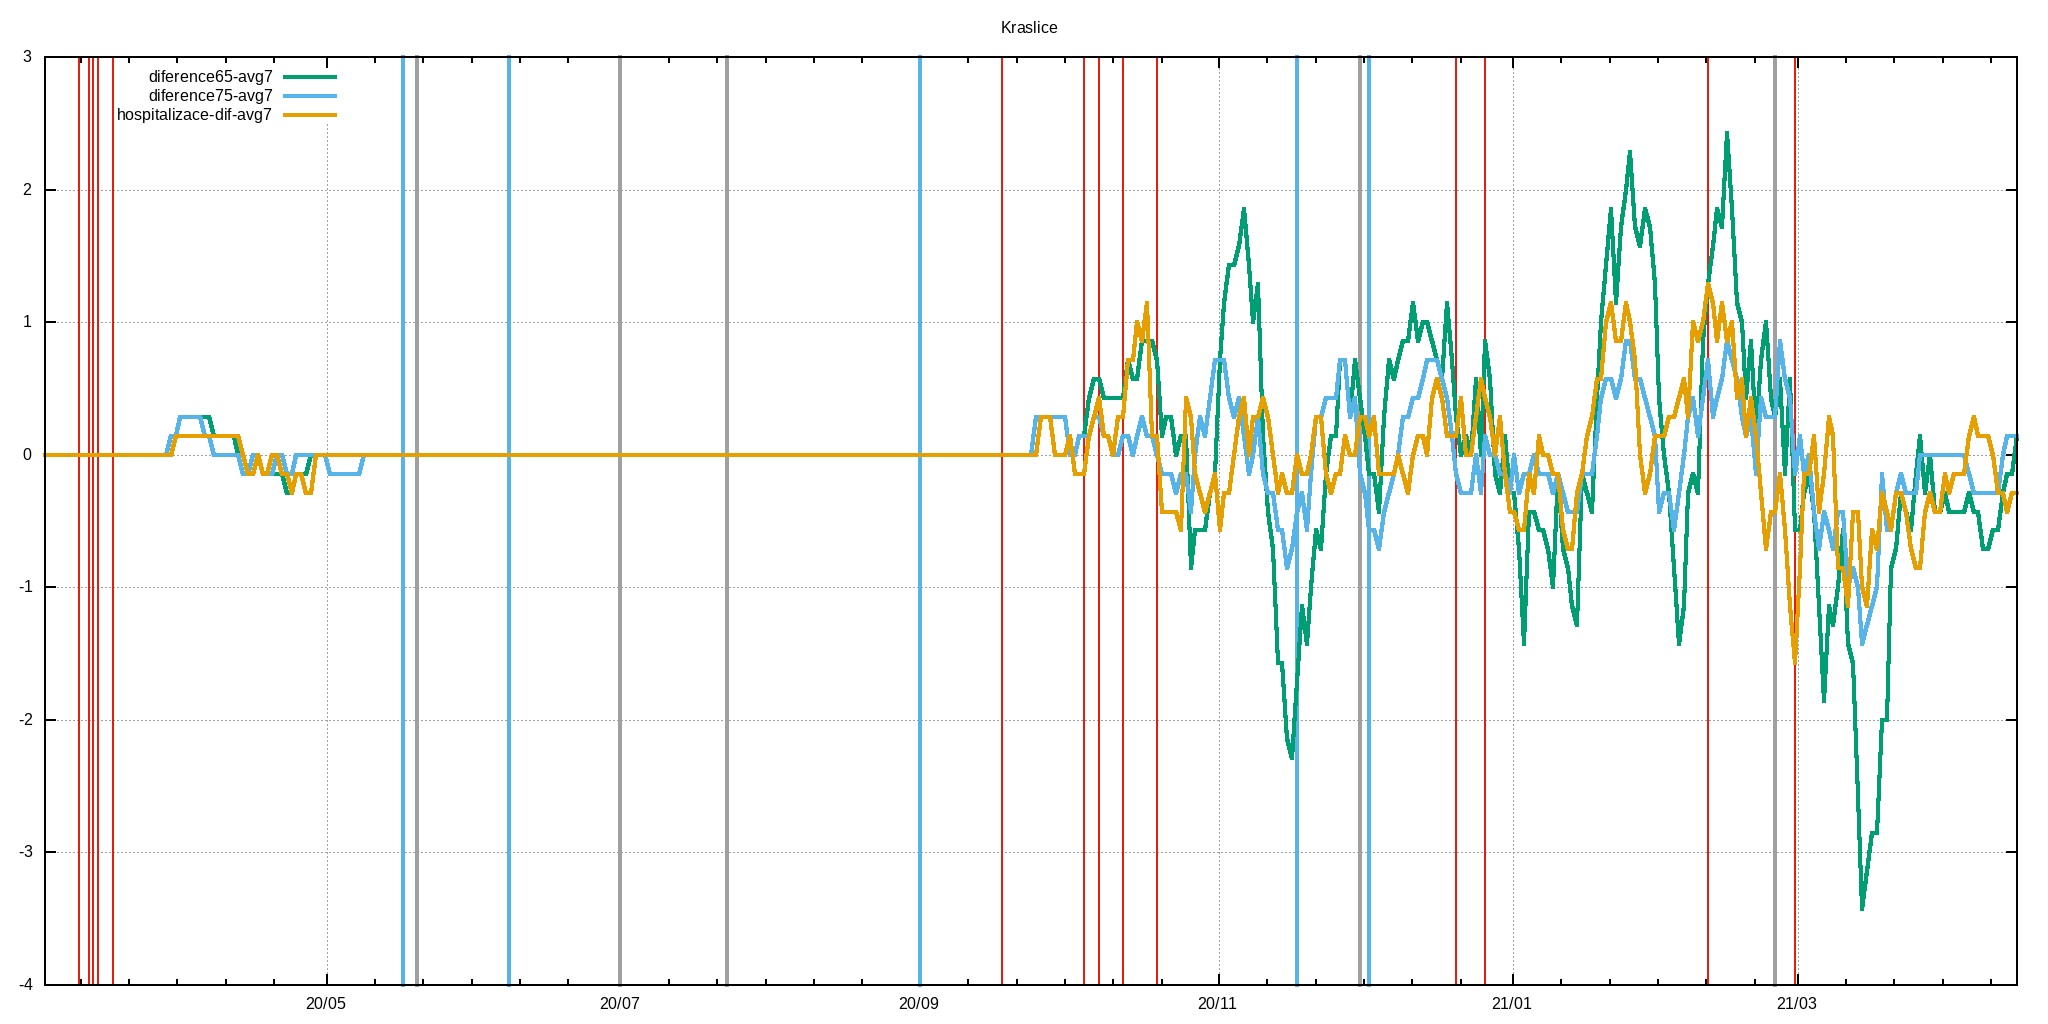 Kraslice
diference65-avg7
diference75-avg7
hospitalizace-dif-avg7
3
2
1
0
-1
-2
-3
-4
20/05 20/07 20/09 20/11 21/01 21/03